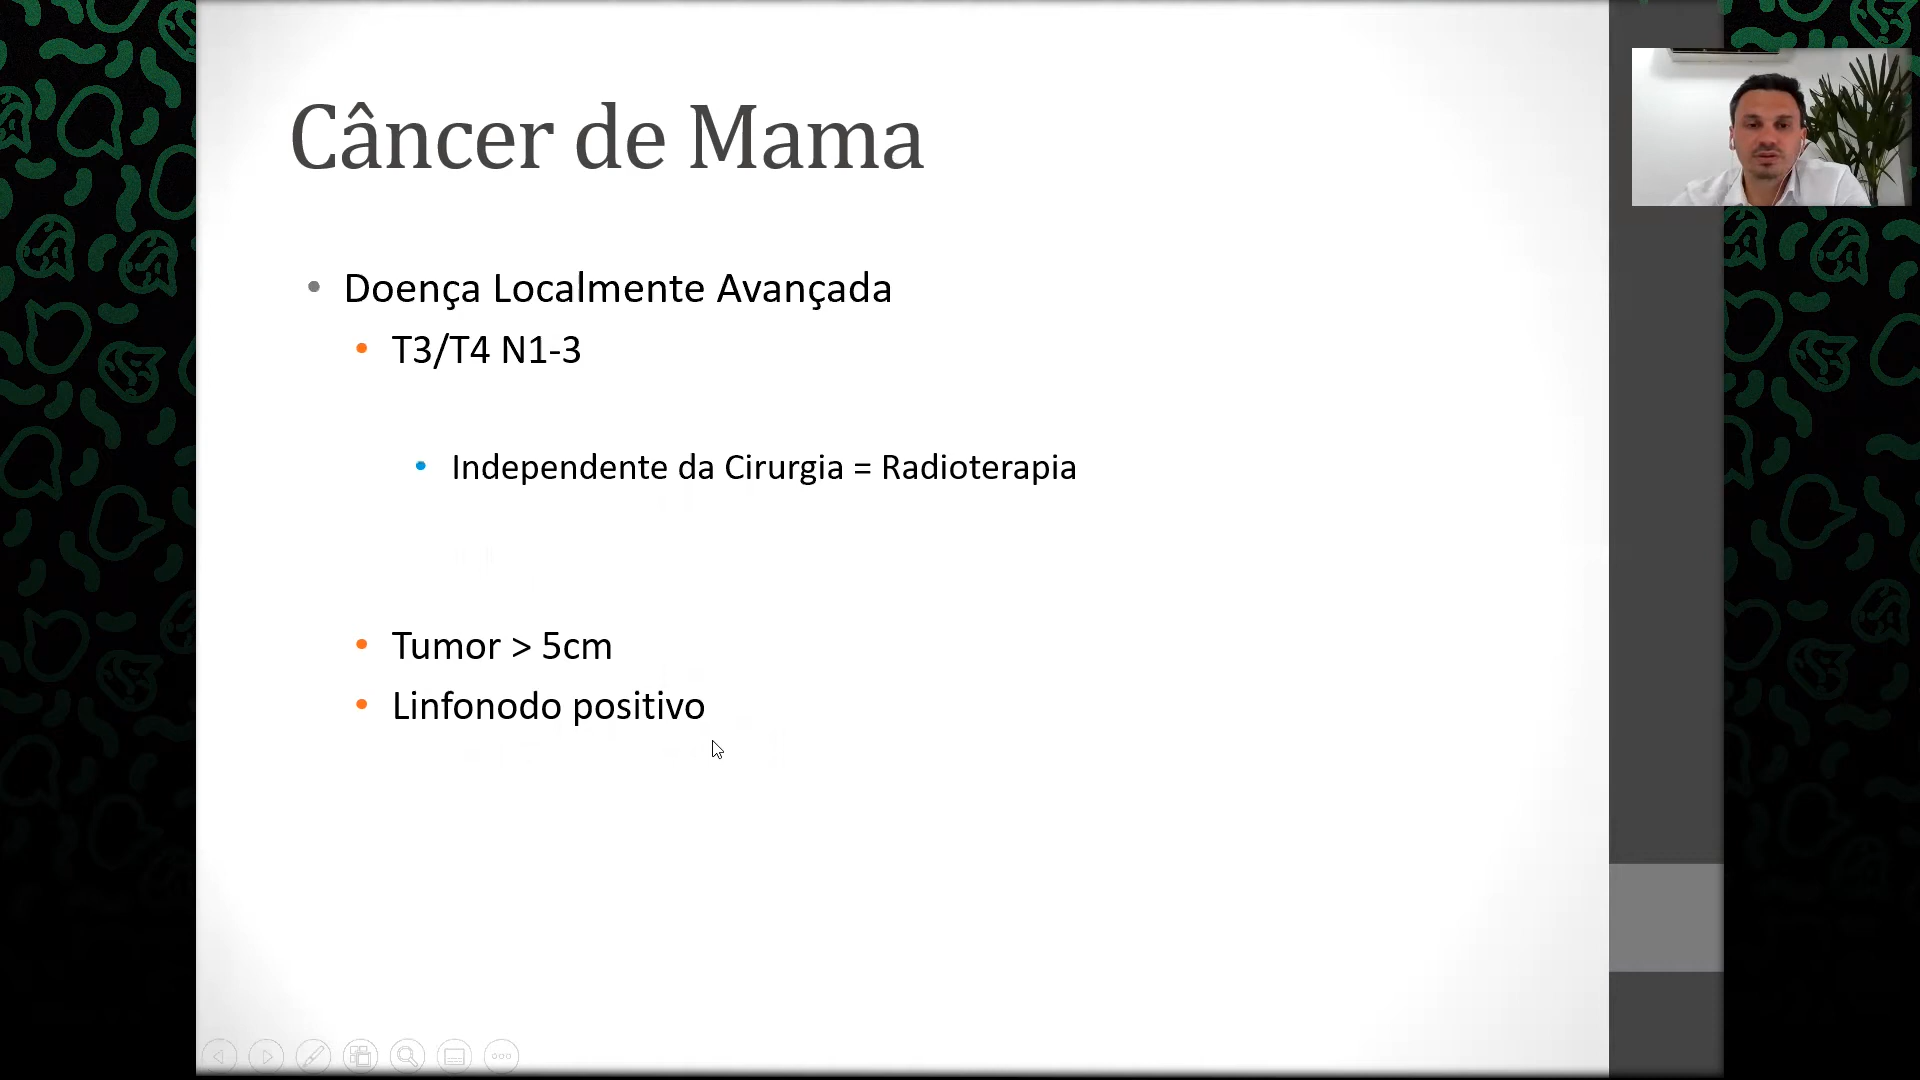 Câncer de Mama
• Doença Localmente Avançada
• T3/T4 N1-3
• Independente da Cirurgia = Radioterapia
• Tumor > 5cm
• Linfonodo positivo